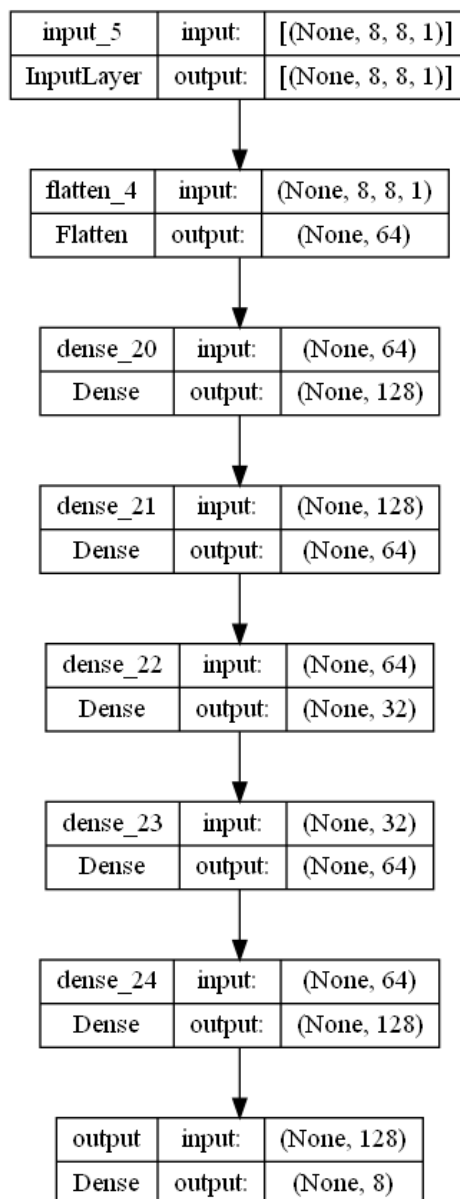 input_5 input: [(None, 8, 8, 1)]
InputLayer output: [(None, 8, 8, 1)]
flatten_4 input: (None, 8, 8, 1)
Flatten output: (None, 64)
dense_20 input: (None, 64)
Dense output: (None, 128)
dense_21 input: (None, 128)
Dense output: (None, 64)
dense_22 input: (None, 64)
Dense output: (None, 32)
dense_23 input: (None, 32)
Dense output: (None, 64)
dense_24 input: (None, 64)
Dense output: (None, 128)
output input: (None, 128)
Dense output: (None, 8)